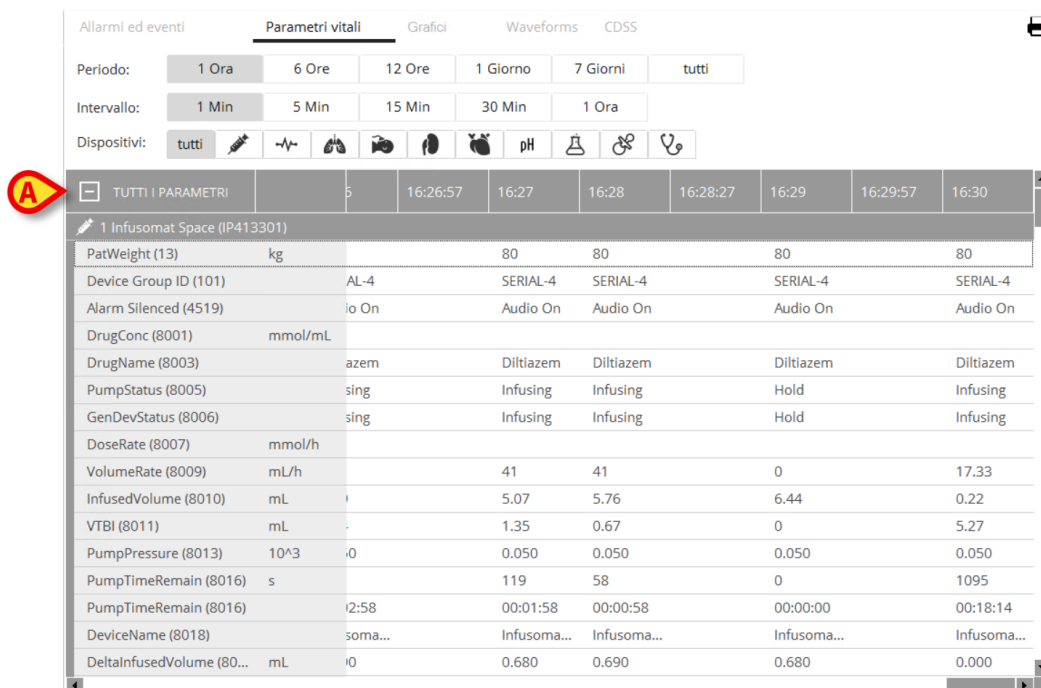 Allarmi ed eventi Parametri vitali Grafici Waveforms CDSS
Periodo: 1 Ora 6 Ore 12 Ore 1 Giorno 7 Giorni tutti
Intervallo: 1 Min 5 Min 15 Min 30 Min 1 Ora
Dispositivi: tutti pH
A TUTTI I PARAMETRI 16:26:57 16:27 16:28 16:28:27 16:29 16:29:57 16:30
1 Infusomat Space (IP413301)
PatWeight (13) kg 80 80 80 80
Device Group ID (101) AL-4 SERIAL-4 SERIAL-4 SERIAL-4 SERIAL-4
Alarm Silenced (4519) io On Audio On Audio On Audio On Audio On
DrugConc (8001) mmol/mL
DrugName (8003) azem Diltiazem Diltiazem Diltiazem Diltiazem
PumpStatus (8005) sing Infusing Infusing Hold Infusing
GenDevStatus (8006) sing Infusing Infusing Hold Infusing
DoseRate (8007) mmol/h
VolumeRate (8009) mL/h 41 41 0 17.33
InfusedVolume (8010) mL 5.07 5.76 6.44 0.22
VTBI (8011) mL 1.35 0.67 0 5.27
PumpPressure (8013) 10^3 0.050 0.050 0.050 0.050
PumpTimeRemain (8016) s 119 58 0 1095
PumpTimeRemain (8016) 2:58 00:01:58 00:00:58 00:00:00 00:18:14
DeviceName (8018) soma... Infusoma... Infusoma... Infusoma... Infusoma...
DeltaInfusedVolume (80... mL 0.680 0.690 0.680 0.000